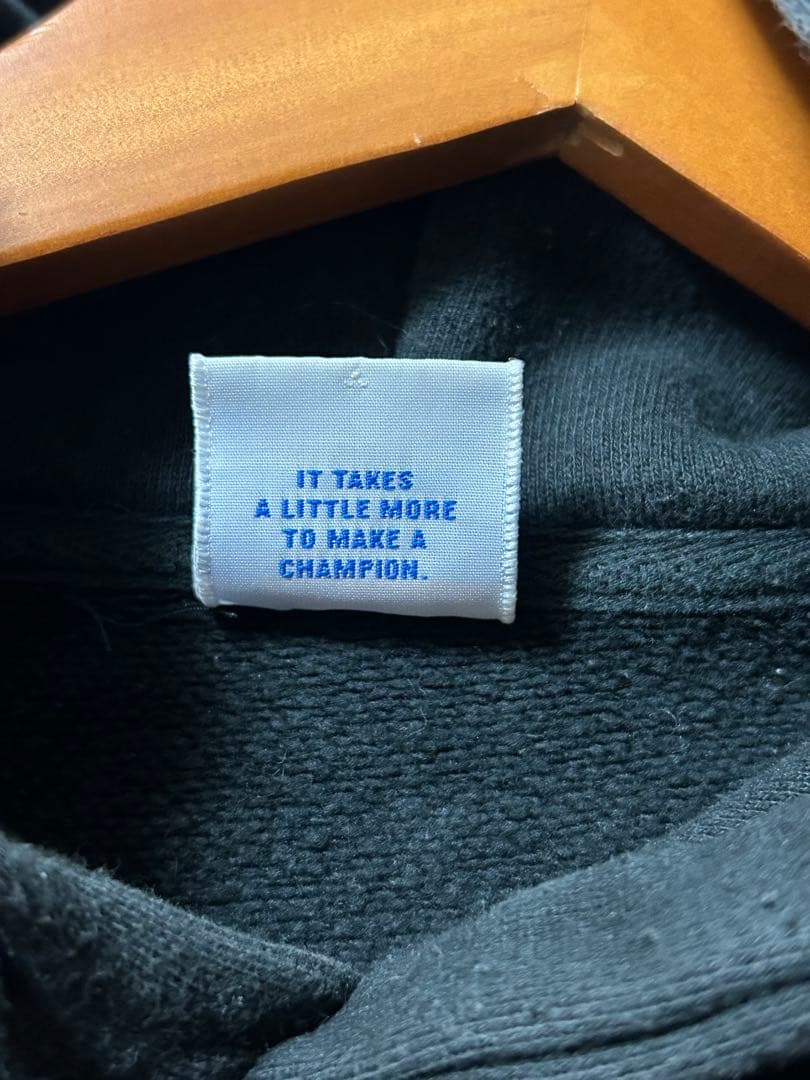 IT TAKES
A LITTLE MORE
TO MAKE A
CHAMPION.